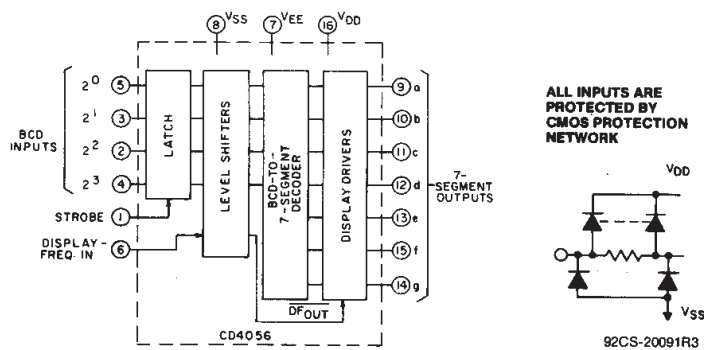 8 VSS
7 VEE
16 VDD
BCD INPUTS
2⁰ 5
2¹ 3
2² 2
2³ 4
STROBE 1
DISPLAY-
FREQ. IN 6
LATCH
LEVEL SHIFTERS
BCD-TO-
7-SEGMENT
DECODER
DISPLAY DRIVERS
DFOUT
CD4056
9 a
10 b
11 c
12 d
13 e
15 f
14 g
7-
SEGMENT
OUTPUTS
ALL INPUTS ARE
PROTECTED BY
CMOS PROTECTION
NETWORK
VDD
VSS
92CS-20091R3